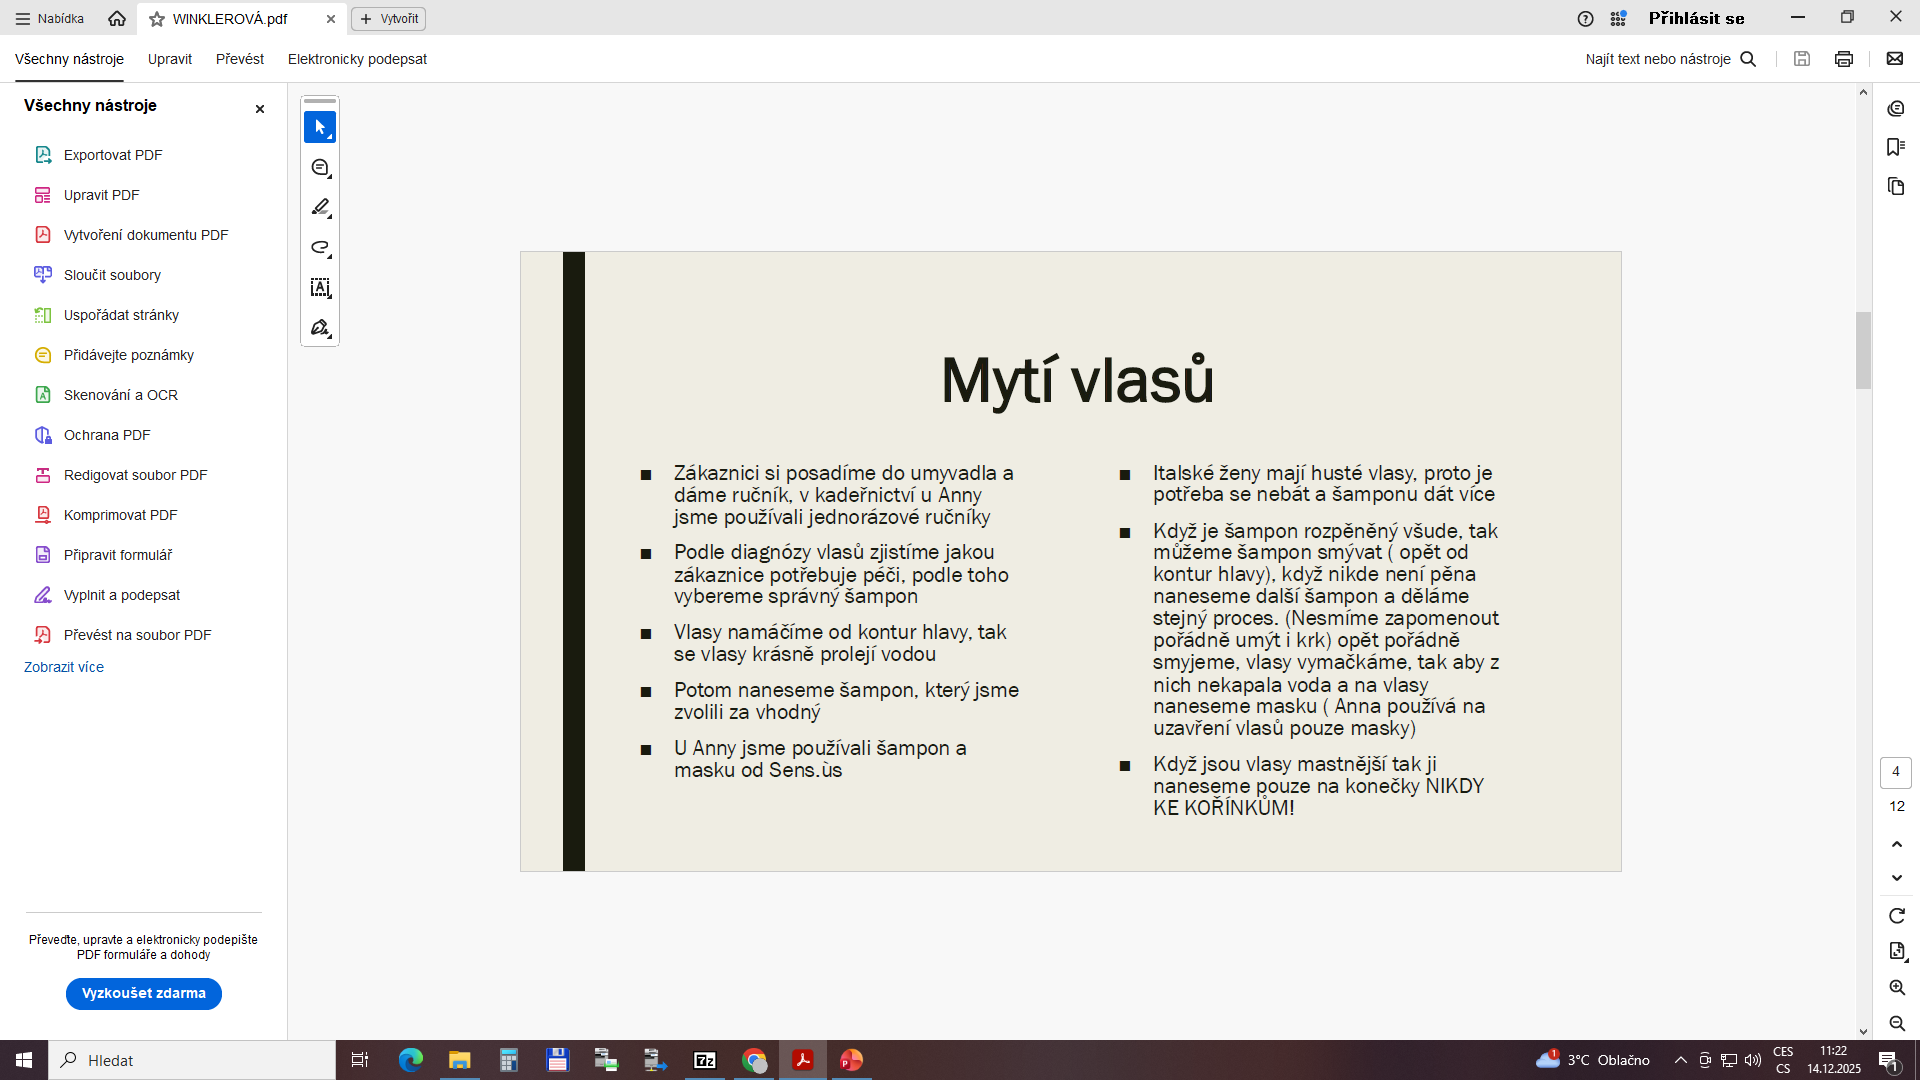 Nabídka
WINKLEROVÁ.pdf
Vytvořit
Přihlásit se
Všechny nástroje
Upravit
Převést
Elektronicky podepsat
Najít text nebo nástroje
Všechny nástroje
Exportovat PDF
Upravit PDF
Vytvoření dokumentu PDF
Sloučit soubory
Uspořádat stránky
Přidávejte poznámky
Skenování a OCR
Ochrana PDF
Redigovat soubor PDF
Komprimovat PDF
Připravit formulář
Vyplnit a podepsat
Převést na soubor PDF
Zobrazit více
Převeďte, upravte a elektronicky podepište
PDF formuláře a dohody
Vyzkoušet zdarma
Mytí vlasů
■ Zákaznici si posadíme do umyvadla a
dáme ručník, v kadeřnictví u Anny
jsme používali jednorázové ručníky
■ Podle diagnózy vlasů zjistíme jakou
zákaznice potřebuje péči, podle toho
vybereme správný šampon
■ Vlasy namáčíme od kontur hlavy, tak
se vlasy krásně prolejí vodou
■ Potom naneseme šampon, který jsme
zvolili za vhodný
■ U Anny jsme používali šampon a
masku od Sens.ùs
■ Italské ženy mají husté vlasy, proto je
potřeba se nebát a šamponu dát více
■ Když je šampon rozpěněný všude, tak
můžeme šampon smývat ( opět od
kontur hlavy), když nikde není pěna
naneseme další šampon a děláme
stejný proces. (Nesmíme zapomenout
pořádně umýt i krk) opět pořádně
smyjeme, vlasy vymačkáme, tak aby z
nich nekapala voda a na vlasy
naneseme masku ( Anna používá na
uzavření vlasů pouze masky)
■ Když jsou vlasy mastnější tak ji
naneseme pouze na konečky NIKDY
KE KOŘÍNKŮM!
4
12
Hledat
7z
1
3°C Oblačno
CES
CS
11:22
14.12.2025
1